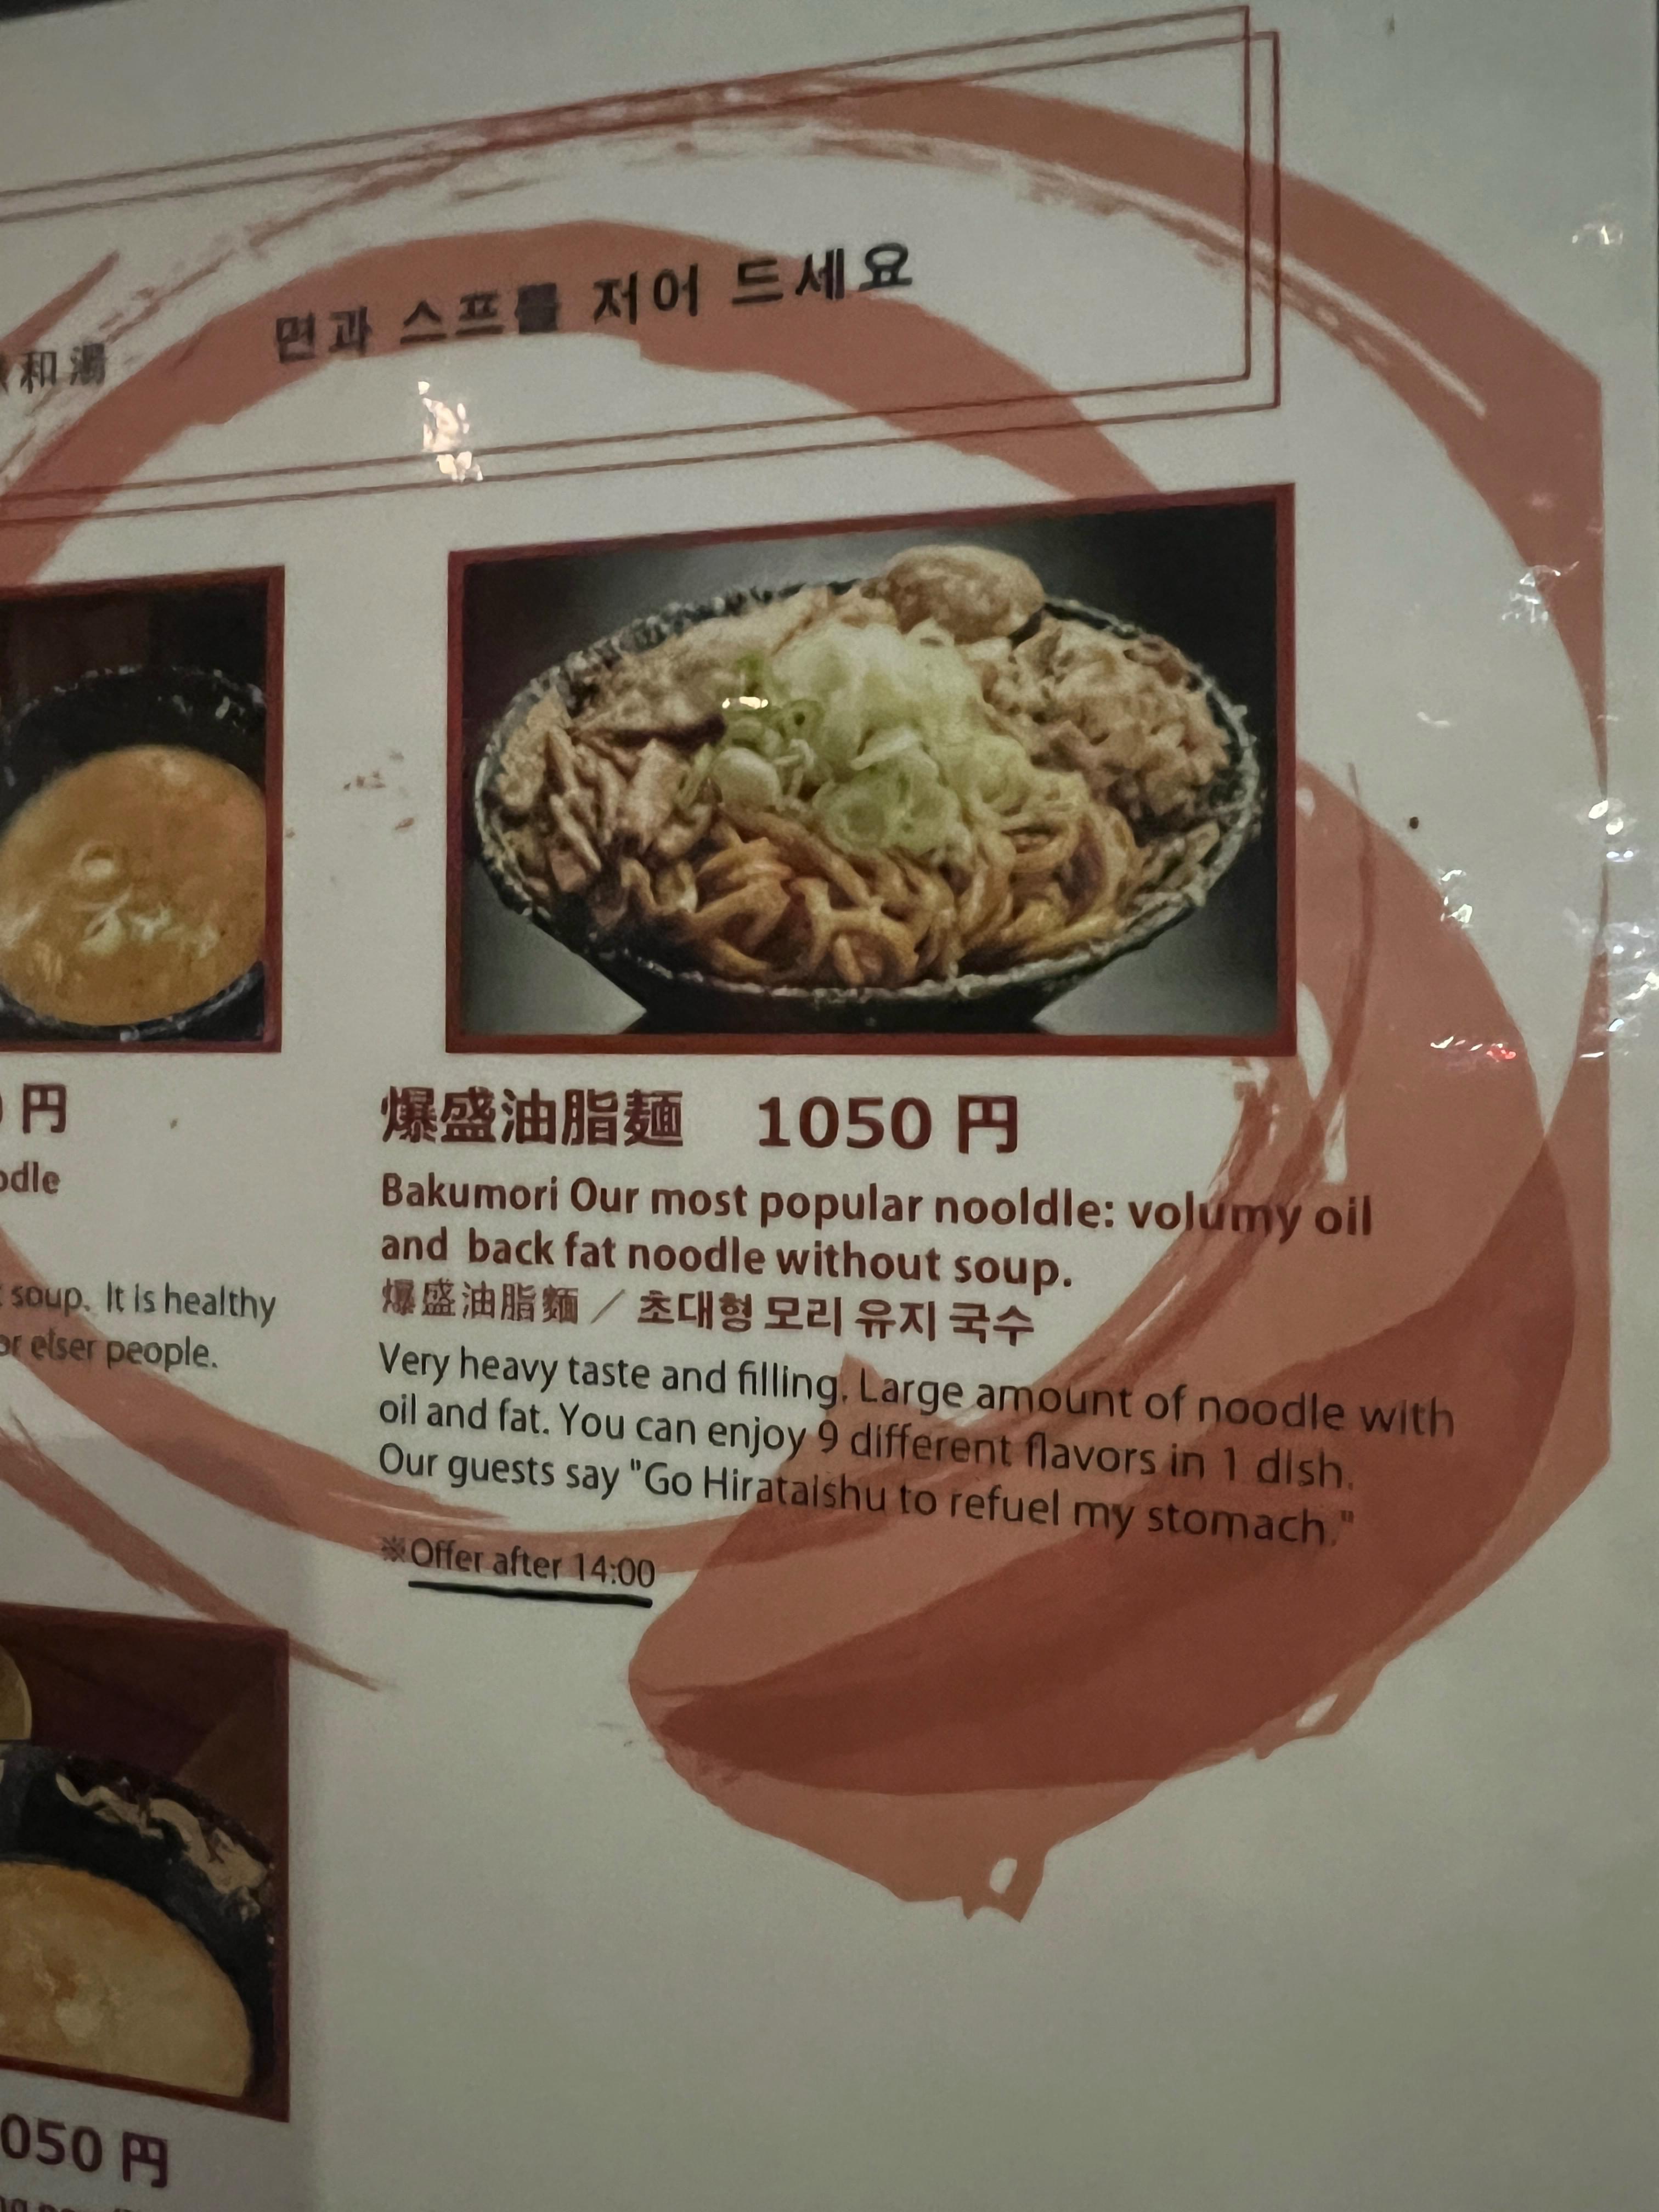 和湯
면과 스프를 저어 드세요
円
odle
soup. It is healthy
or elser people.
爆盛油脂麺 1050 円
Bakumori Our most popular nooldle: volumy oil
and back fat noodle without soup.
爆盛油脂麵 / 초대형 모리 유지 국수
Very heavy taste and filling. Large amount of noodle with
oil and fat. You can enjoy 9 different flavors in 1 dish.
Our guests say "Go Hirataishu to refuel my stomach."
※Offer after 14:00
050 円